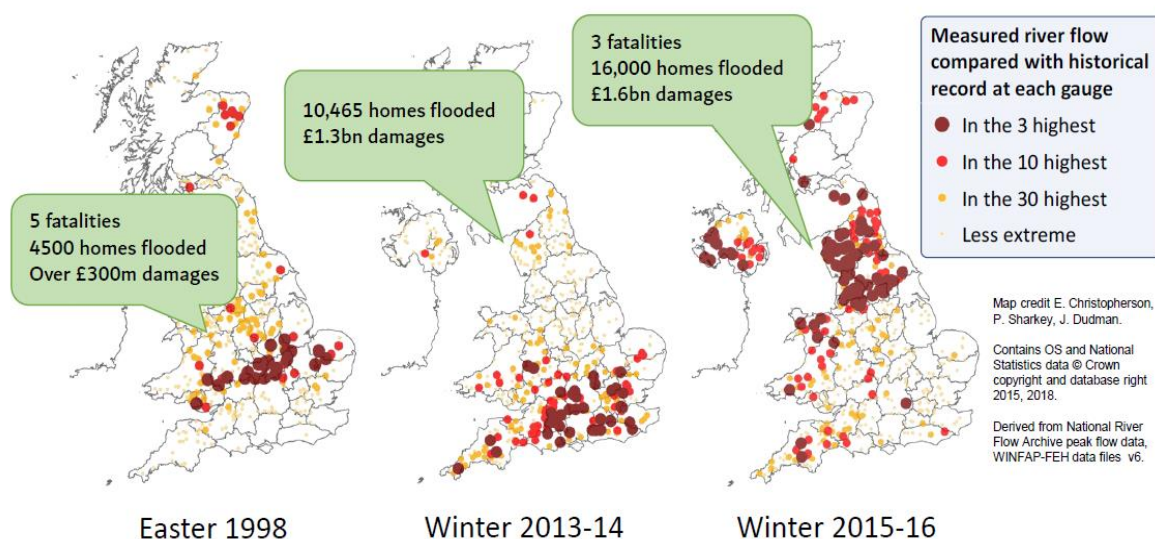 5 fatalities
4500 homes flooded
Over £300m damages
Easter 1998
10,465 homes flooded
£1.3bn damages
Winter 2013-14
3 fatalities
16,000 homes flooded
£1.6bn damages
Winter 2015-16
Measured river flow
compared with historical
record at each gauge
In the 3 highest
In the 10 highest
In the 30 highest
Less extreme
Map credit E. Christopherson,
P. Sharkey, J. Dudman.
Contains OS and National
Statistics data © Crown
copyright and database right
2015, 2018.
Derived from National River
Flow Archive peak flow data,
WINFAP-FEH data files v6.